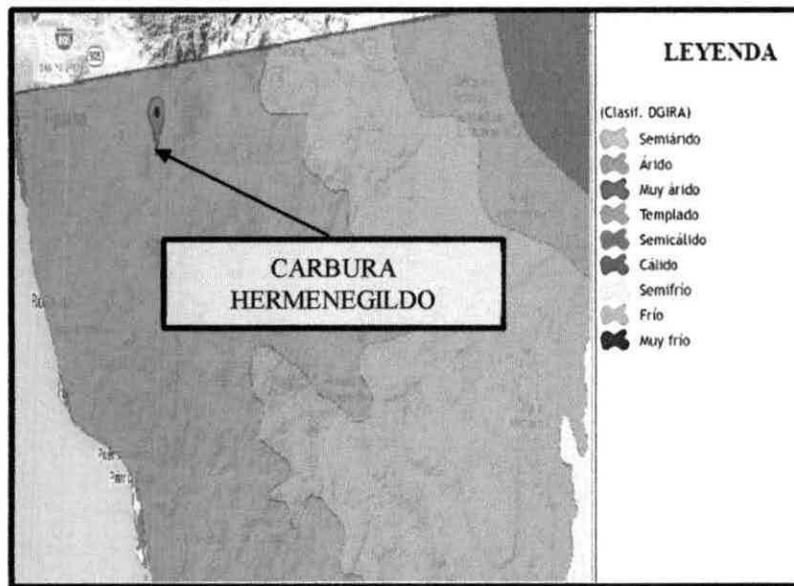 LEYENDA
(Clasif. DGIRA)
Semiárido
Árido
Muy árido
Templado
Semicálido
Cálido
Semifrío
Frío
Muy frío
CARBURA
HERMENEGILDO